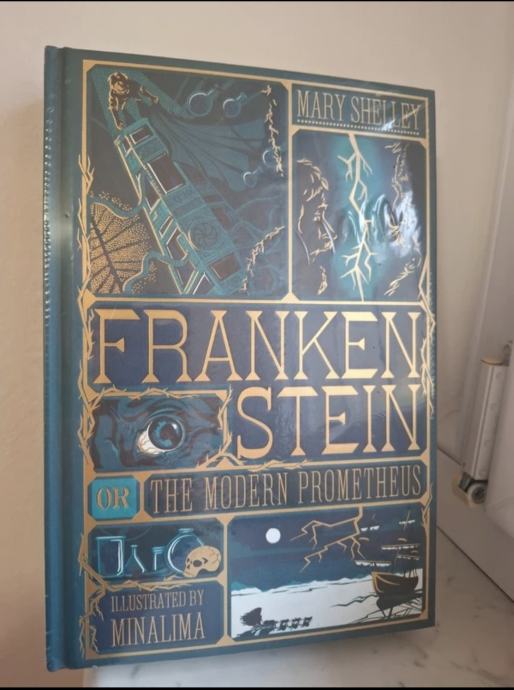 MARY SHELLEY
FRANKEN
STEIN
OR THE MODERN PROMETHEUS
ILLUSTRATED BY
MINALIMA